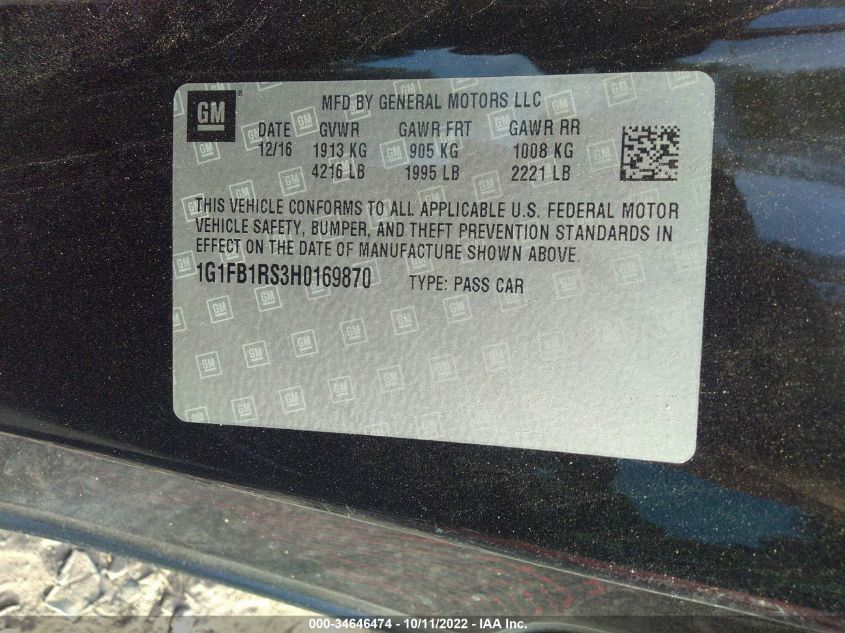 GM
MFD BY GENERAL MOTORS LLC
DATE GVWR GAWR FRT GAWR RR
12/16 1913 KG 905 KG 1008 KG
4216 LB 1995 LB 2221 LB
THIS VEHICLE CONFORMS TO ALL APPLICABLE U.S. FEDERAL MOTOR
VEHICLE SAFETY, BUMPER, AND THEFT PREVENTION STANDARDS IN
EFFECT ON THE DATE OF MANUFACTURE SHOWN ABOVE.
1G1FB1RS3H0169870 TYPE: PASS CAR
000-34646474 - 10/11/2022 - IAA Inc.